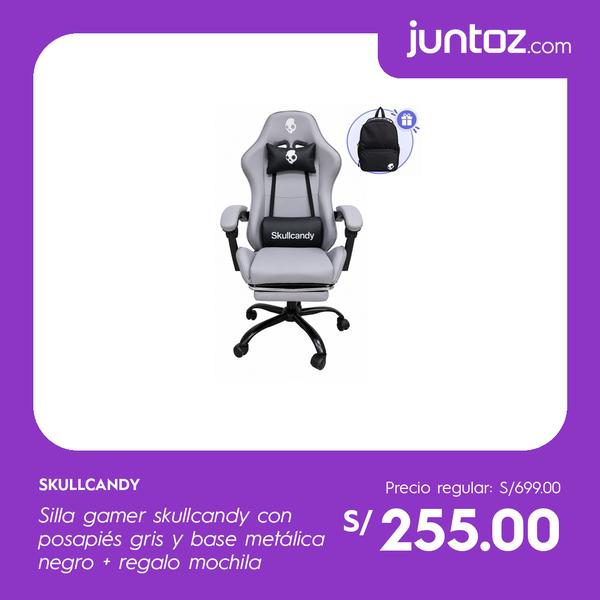 juntoz.com
Skullcandy
SKULLCANDY
Precio regular: S/699.00
Silla gamer skullcandy con
posapiés gris y base metálica
negro + regalo mochila
S/ 255.00